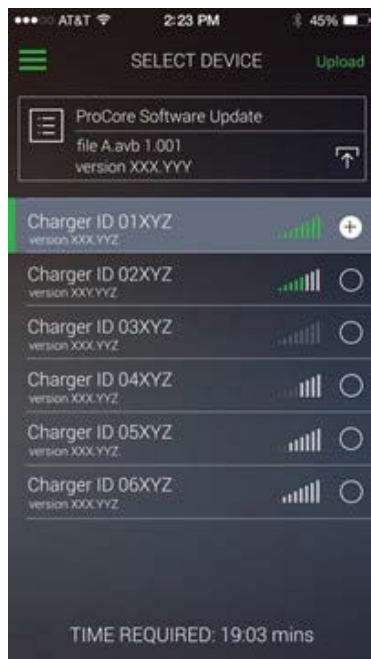 AT&T 2:23 PM 45%
SELECT DEVICE Upload
ProCore Software Update
file A.avb 1.001
version XXX.YYY
Charger ID 01XYZ
version XXX.YYZ
Charger ID 02XYZ
version XXY.YYZ
Charger ID 03XYZ
version XXX.YYZ
Charger ID 04XYZ
version XXX.YYZ
Charger ID 05XYZ
version XXX.YYZ
Charger ID 06XYZ
version XXX.YYZ
TIME REQUIRED: 19:03 mins